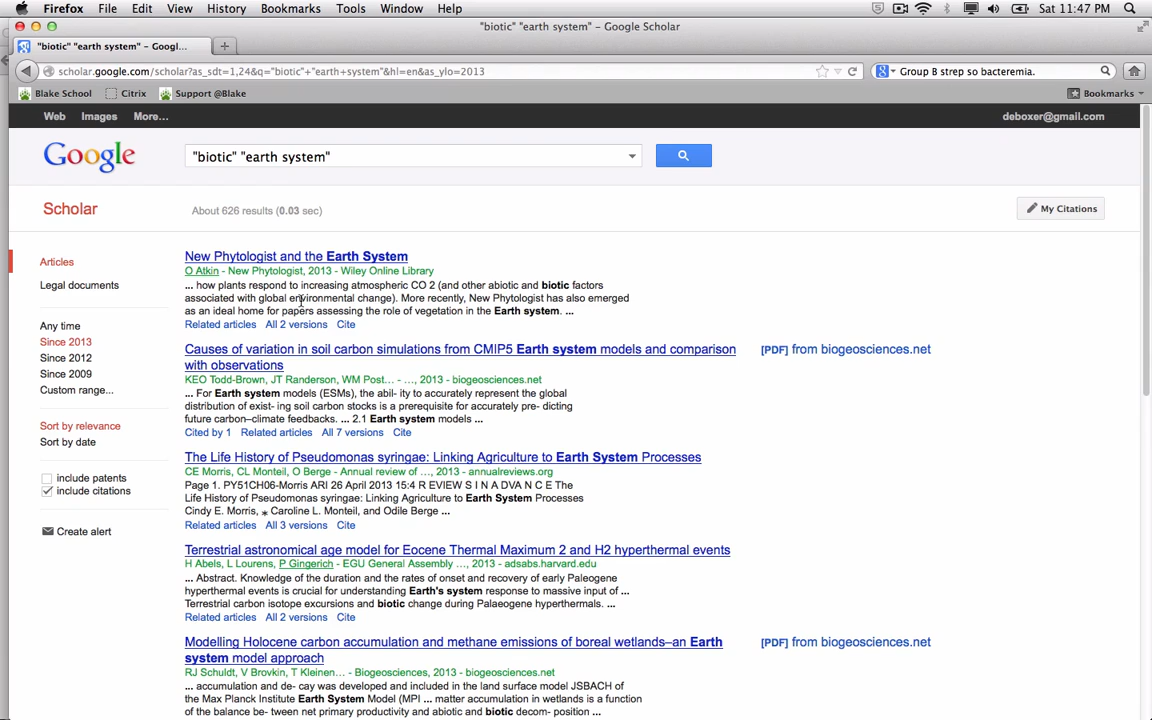 Firefox File Edit View History Bookmarks Tools Window Help Sat 11:47 PM
"biotic" "earth system" – Google Scholar
"biotic" "earth system" – Googl...
scholar.google.com/scholar?as_sdt=1,24&q="biotic"+"earth+system"&hl=en&as_ylo=2013 Group B strep so bacteremia.
Blake School Citrix Support @Blake Bookmarks
Web Images More... deboxer@gmail.com
Google "biotic" "earth system"
Scholar About 626 results (0.03 sec) My Citations
Articles
Legal documents
Any time
Since 2013
Since 2012
Since 2009
Custom range...
Sort by relevance
Sort by date
include patents
include citations
Create alert
New Phytologist and the Earth System
O Atkin - New Phytologist, 2013 - Wiley Online Library
... how plants respond to increasing atmospheric CO 2 (and other abiotic and biotic factors
associated with global environmental change). More recently, New Phytologist has also emerged
as an ideal home for papers assessing the role of vegetation in the Earth system. ...
Related articles All 2 versions Cite
Causes of variation in soil carbon simulations from CMIP5 Earth system models and comparison
with observations
[PDF] from biogeosciences.net
KEO Todd-Brown, JT Randerson, WM Post... - ..., 2013 - biogeosciences.net
... For Earth system models (ESMs), the abil- ity to accurately represent the global
distribution of exist- ing soil carbon stocks is a prerequisite for accurately pre- dicting
future carbon–climate feedbacks. ... 2.1 Earth system models ...
Cited by 1 Related articles All 7 versions Cite
The Life History of Pseudomonas syringae: Linking Agriculture to Earth System Processes
CE Morris, CL Monteil, O Berge - Annual review of ..., 2013 - annualreviews.org
Page 1. PY51CH06-Morris ARI 26 April 2013 15:4 R EVIEW S I N A DVA N C E The
Life History of Pseudomonas syringae: Linking Agriculture to Earth System Processes
Cindy E. Morris, ∗ Caroline L. Monteil, and Odile Berge ...
Related articles All 3 versions Cite
Terrestrial astronomical age model for Eocene Thermal Maximum 2 and H2 hyperthermal events
H Abels, L Lourens, P Gingerich - EGU General Assembly ..., 2013 - adsabs.harvard.edu
... Abstract. Knowledge of the duration and the rates of onset and recovery of early Paleogene
hyperthermal events is crucial for understanding Earth's system response to massive input of ...
Terrestrial carbon isotope excursions and biotic change during Palaeogene hyperthermals. ...
Related articles All 2 versions Cite
Modelling Holocene carbon accumulation and methane emissions of boreal wetlands–an Earth
system model approach
[PDF] from biogeosciences.net
RJ Schuldt, V Brovkin, T Kleinen... - Biogeosciences, 2013 - biogeosciences.net
... accumulation and de- cay was developed and included in the land surface model JSBACH of
the Max Planck Institute Earth System Model (MPI ... matter accumulation in wetlands is a function
of the balance be- tween net primary productivity and abiotic and biotic decom- position ...